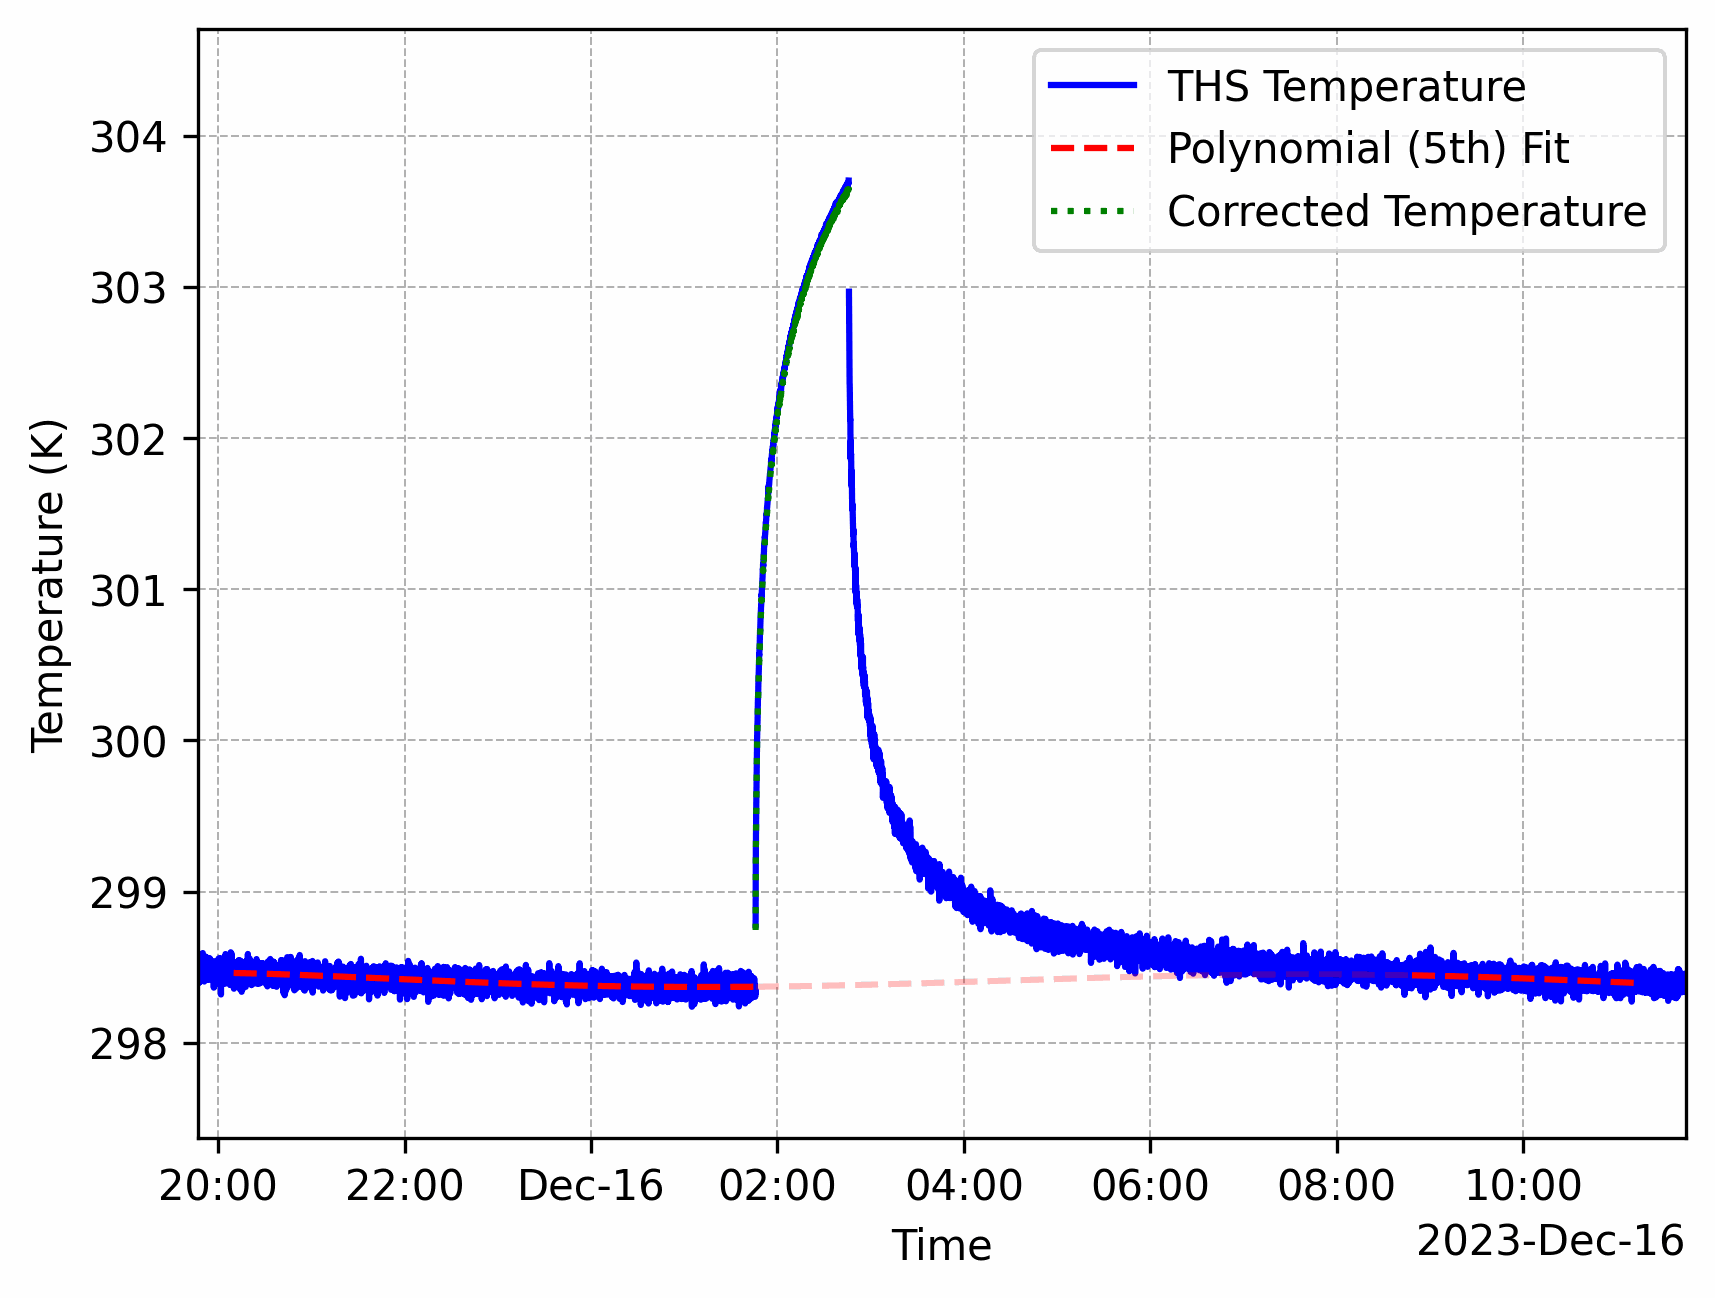 THS Temperature
Polynomial (5th) Fit
Corrected Temperature
304
303
302
301
300
299
298
Temperature (K)
20:00 22:00 Dec-16 02:00 04:00 06:00 08:00 10:00
Time
2023-Dec-16